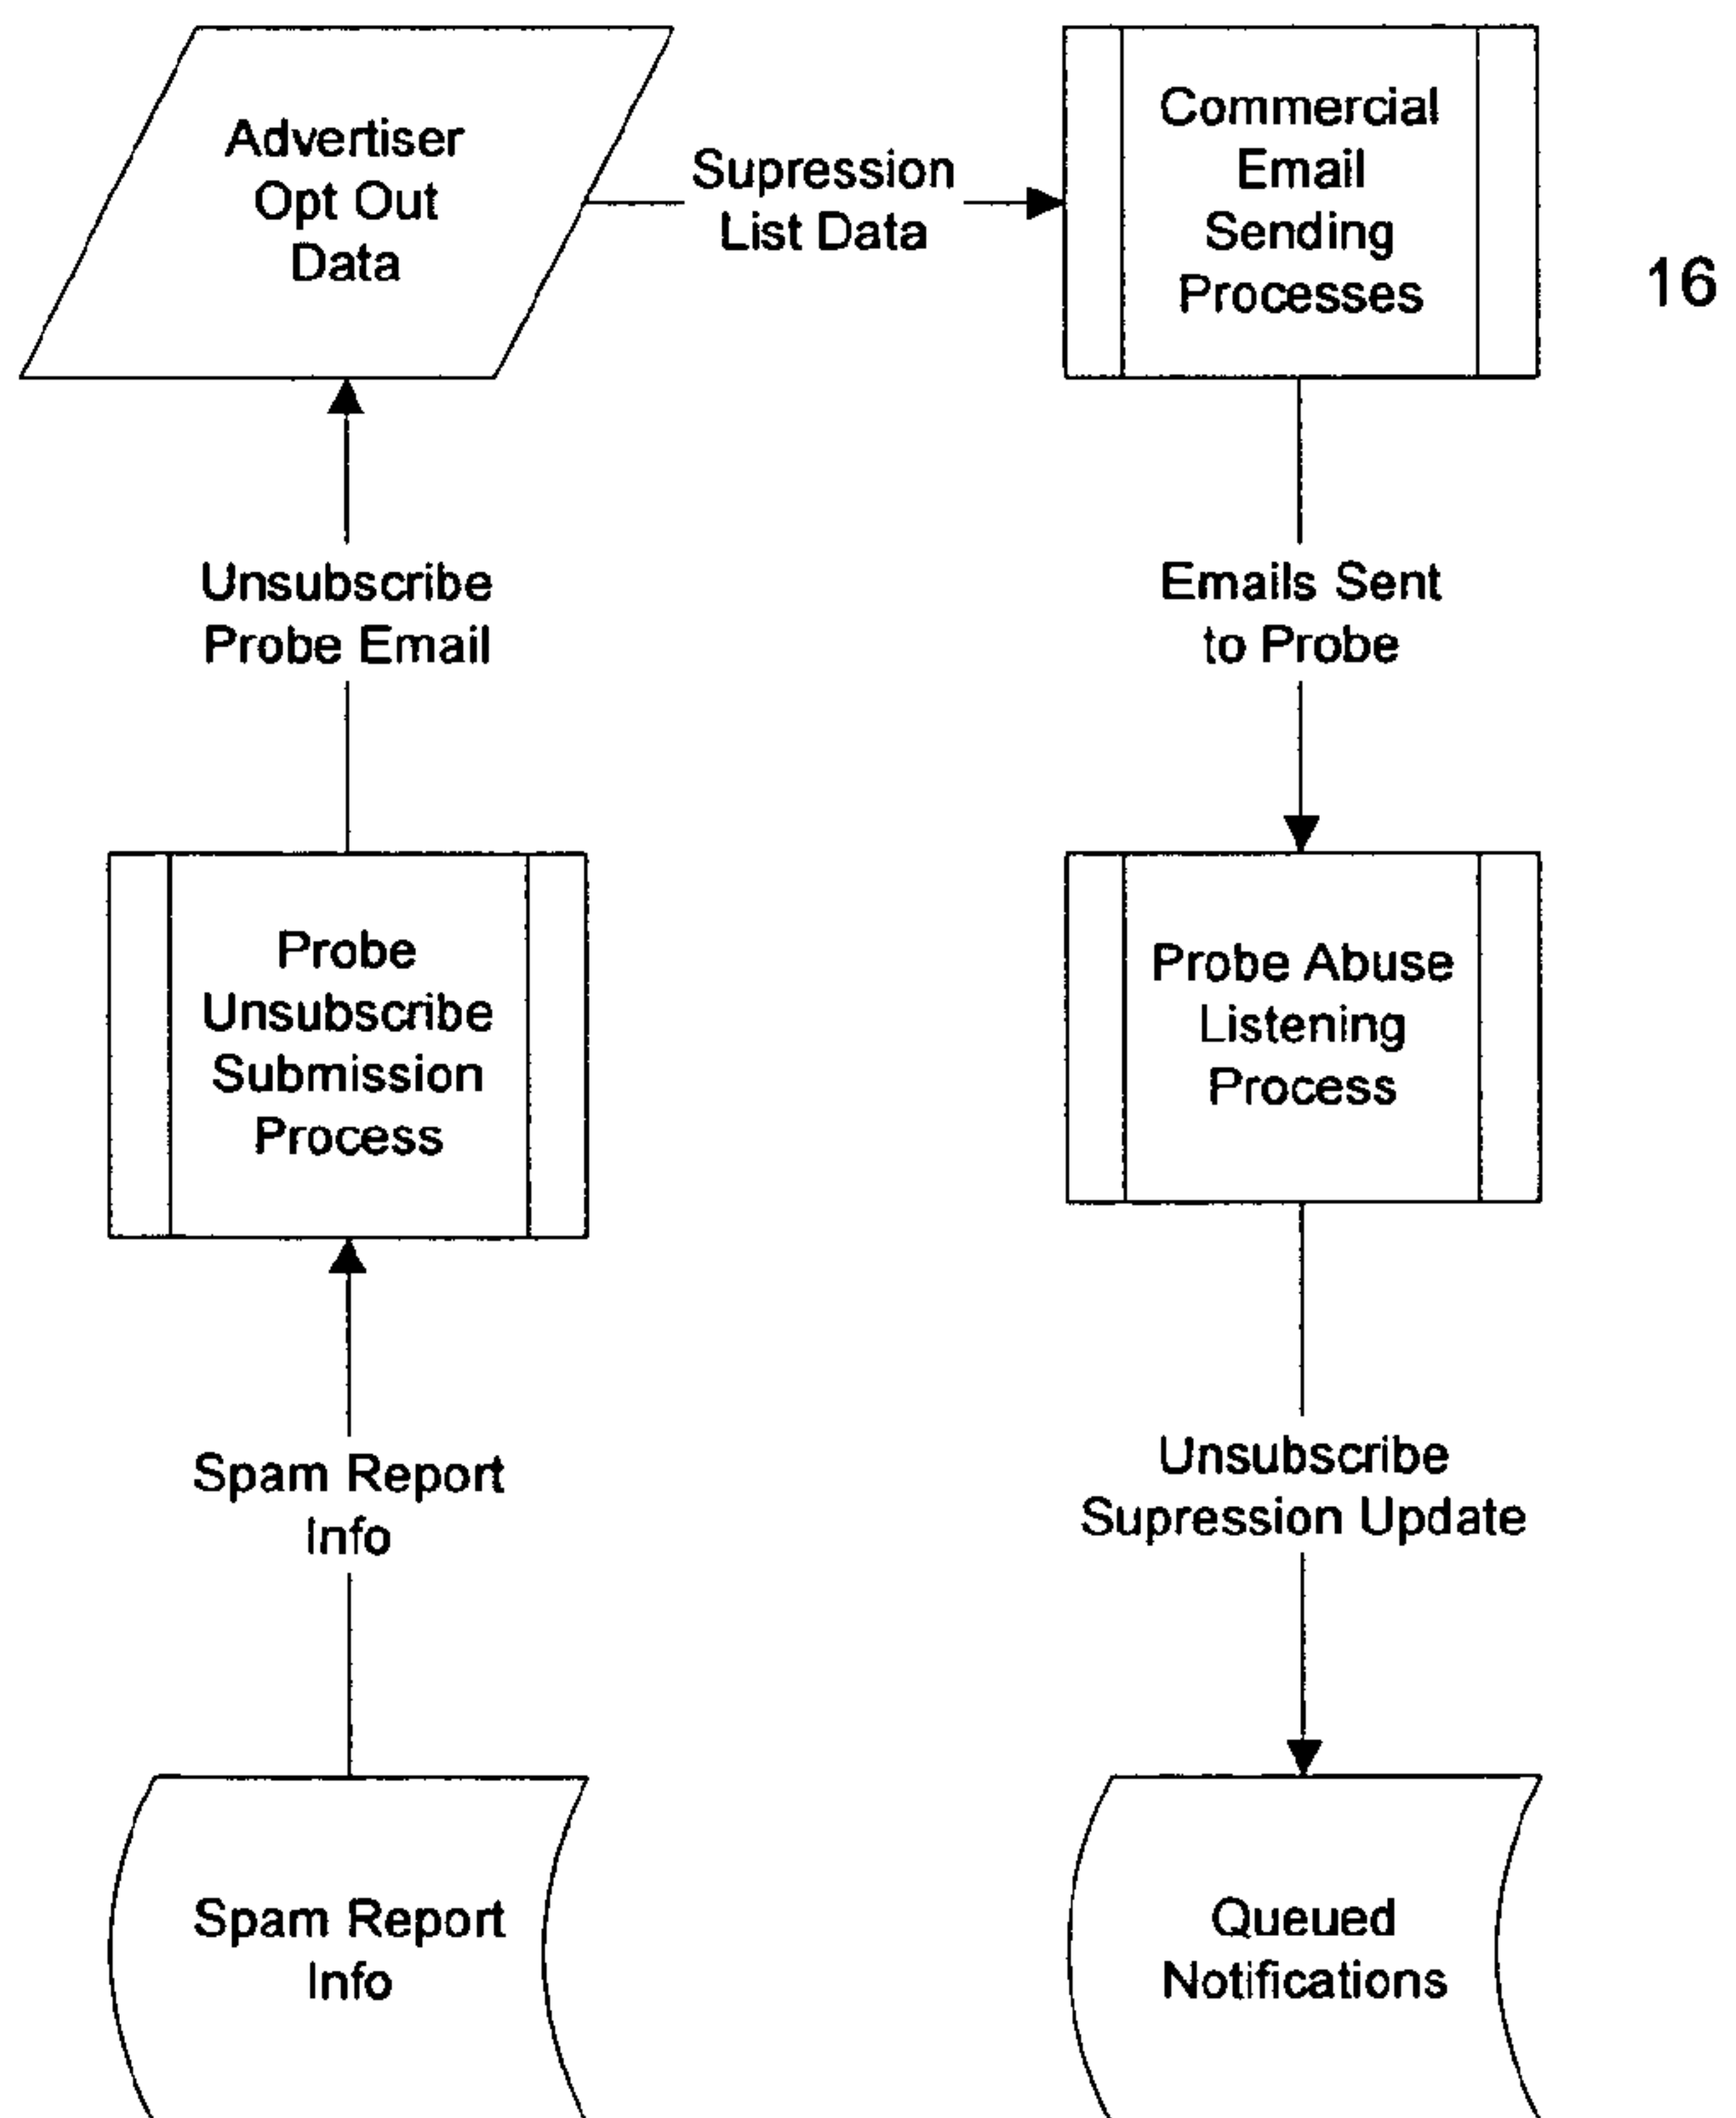 Advertiser
Opt Out
Data
Supression
List Data
Commercial
Email
Sending
Processes
16
Unsubscribe
Probe Email
Emails Sent
to Probe
Probe
Unsubscribe
Submission
Process
Probe Abuse
Listening
Process
Spam Report
Info
Unsubscribe
Supression Update
Spam Report
Info
Queued
Notifications